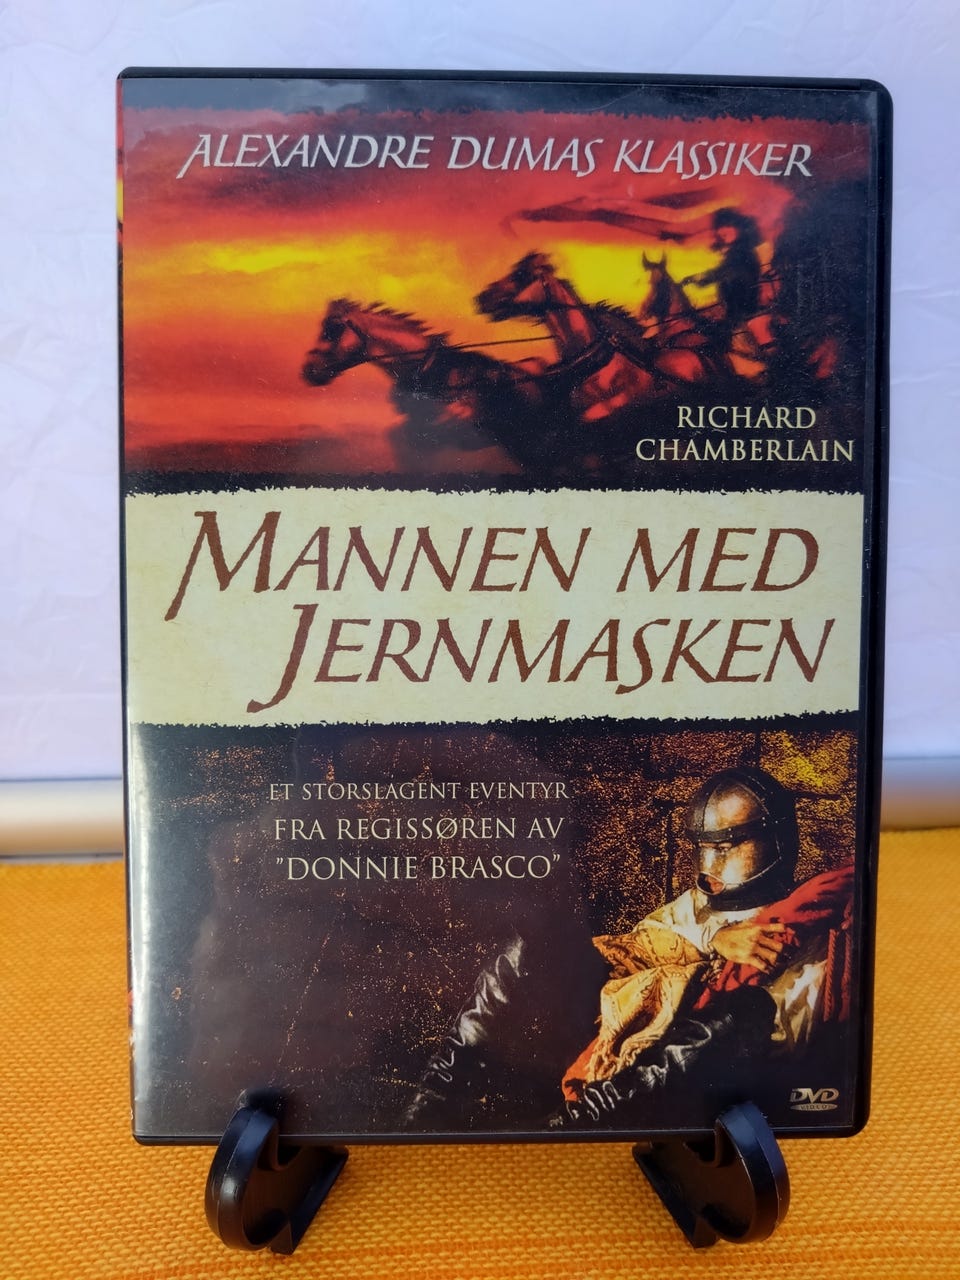 ALEXANDRE DUMAS KLASSIKER
RICHARD
CHAMBERLAIN
MANNEN MED
JERNMASKEN
ET STORSLAGENT EVENTYR
FRA REGISSØREN AV
"DONNIE BRASCO"
DVD
VIDEO